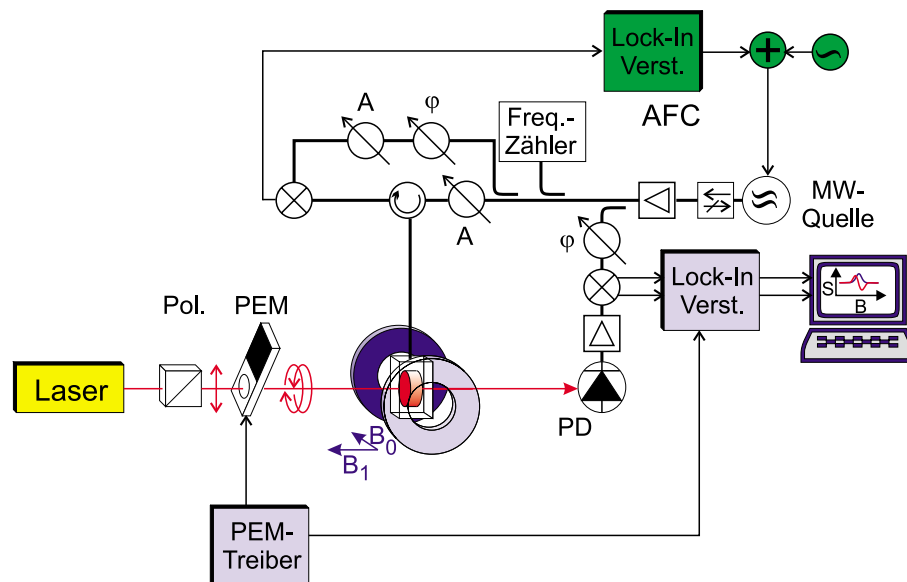 Lock-In
Verst.
AFC
A
φ
Freq.-
Zähler
MW-
Quelle
A
φ
Lock-In
Verst.
S
B
Pol.
PEM
Laser
PD
B0
B1
PEM-
Treiber